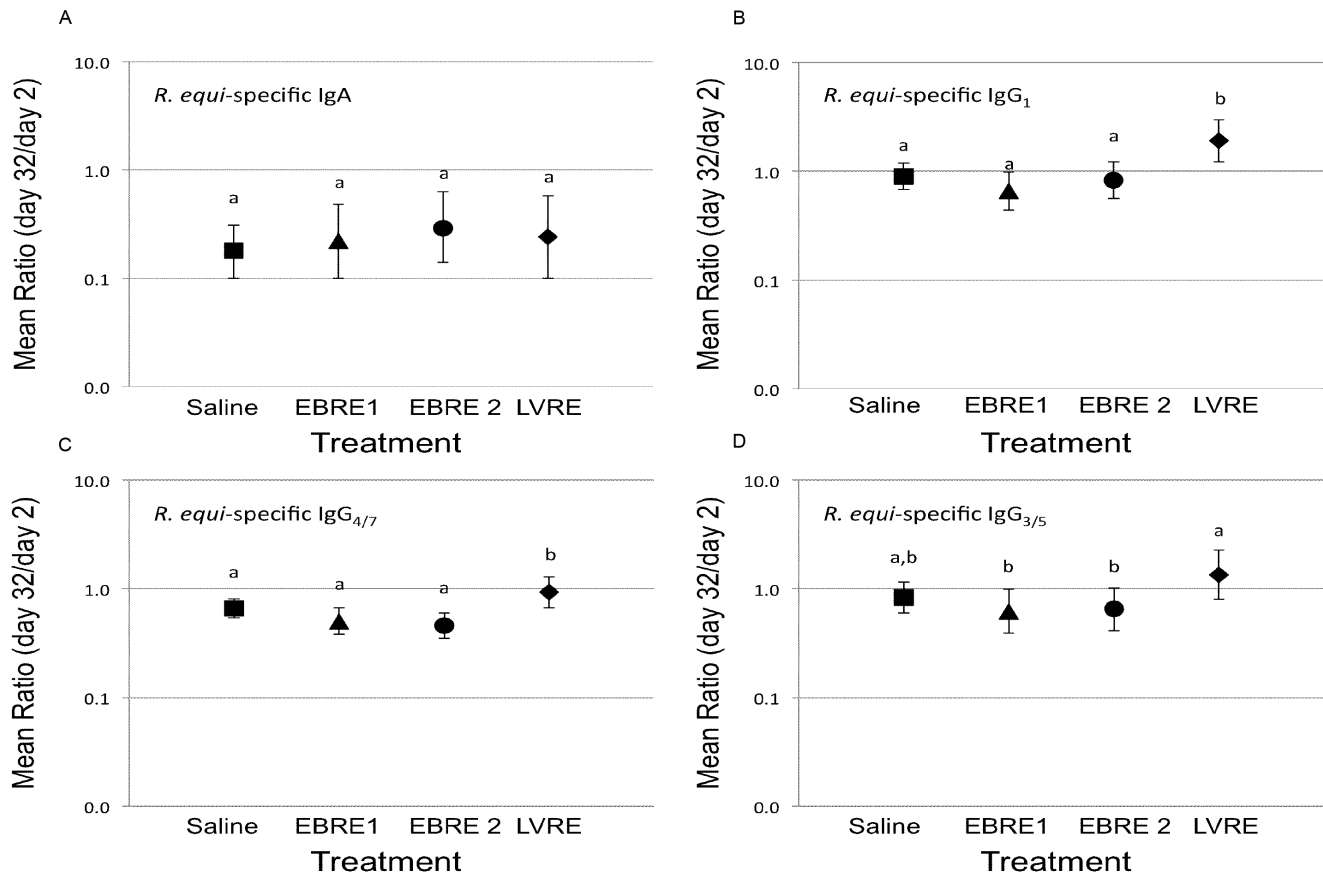 A
Mean Ratio (day 32/day 2)
10.0
1.0
0.1
0.0
R. equi-specific IgA
a
a
a
a
Saline
EBRE1
EBRE 2
LVRE
Treatment
B
Mean Ratio (day 32/day 2)
10.0
1.0
0.1
0.0
R. equi-specific IgG1
a
a
a
b
Saline
EBRE1
EBRE 2
LVRE
Treatment
C
Mean Ratio (day 32/day 2)
10.0
1.0
0.1
0.0
R. equi-specific IgG4/7
a
a
a
b
Saline
EBRE1
EBRE 2
LVRE
Treatment
D
Mean Ratio (day 32/day 2)
10.0
1.0
0.1
0.0
R. equi-specific IgG3/5
a,b
b
b
a
Saline
EBRE1
EBRE 2
LVRE
Treatment